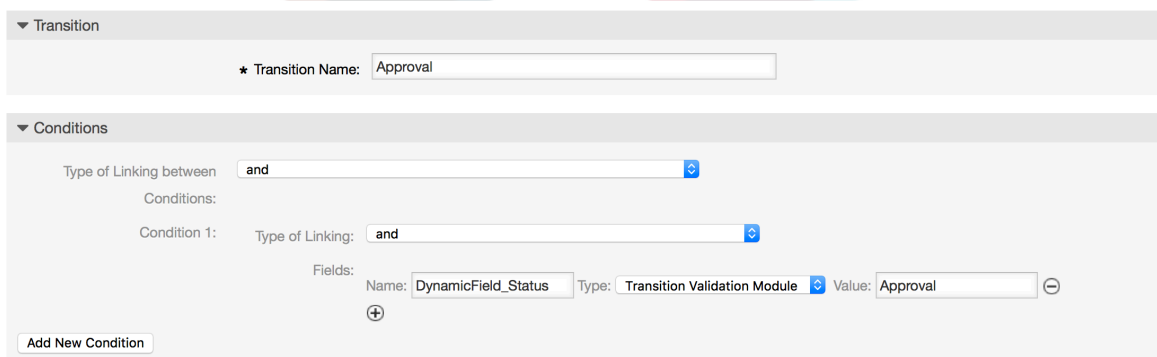 Transition
* Transition Name: Approval
Conditions
Type of Linking between Conditions: and
Condition 1: Type of Linking: and
Fields:
Name: DynamicField_Status Type: Transition Validation Module Value: Approval
Add New Condition